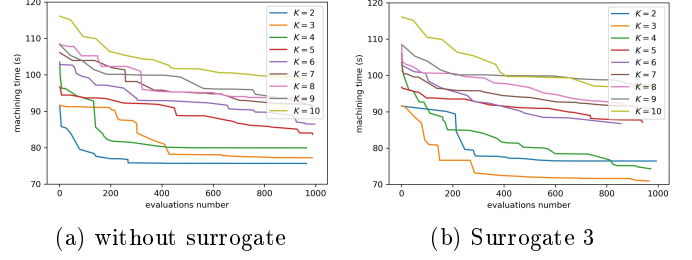 machining time (s)
120
110
100
90
80
70
0
200
400
600
800
1000
evaluations number
K = 2
K = 3
K = 4
K = 5
K = 6
K = 7
K = 8
K = 9
K = 10
(a) without surrogate
machining time (s)
120
110
100
90
80
70
0
200
400
600
800
1000
evaluations number
K = 2
K = 3
K = 4
K = 5
K = 6
K = 7
K = 8
K = 9
K = 10
(b) Surrogate 3